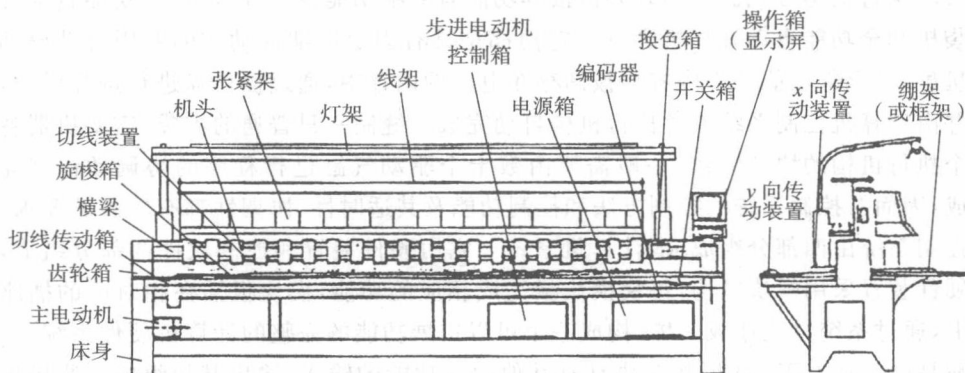 步进电动机
控制箱
换色箱
操作箱
（显示屏）
张紧架
线架
编码器
机头
灯架
电源箱
开关箱
x 向传
动装置
绷架
（或框架）
切线装置
旋梭箱
横梁
切线传动箱
齿轮箱
主电动机
床身
y 向传
动装置